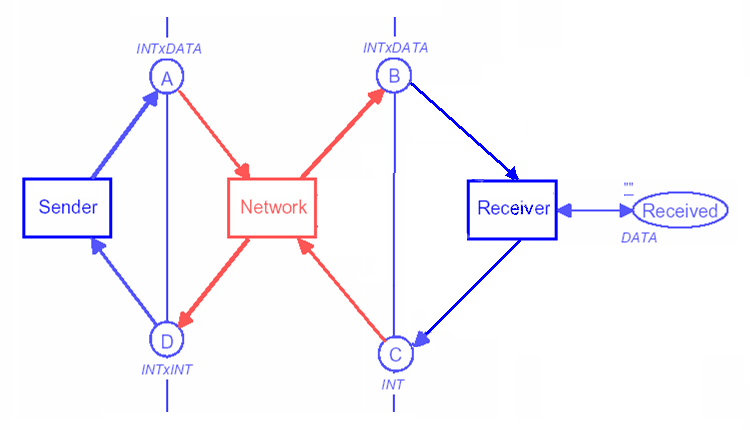 INTxDATA
INTxDATA
A
B
Sender
Network
Receiver
""
Received
DATA
D
C
INTxINT
INT